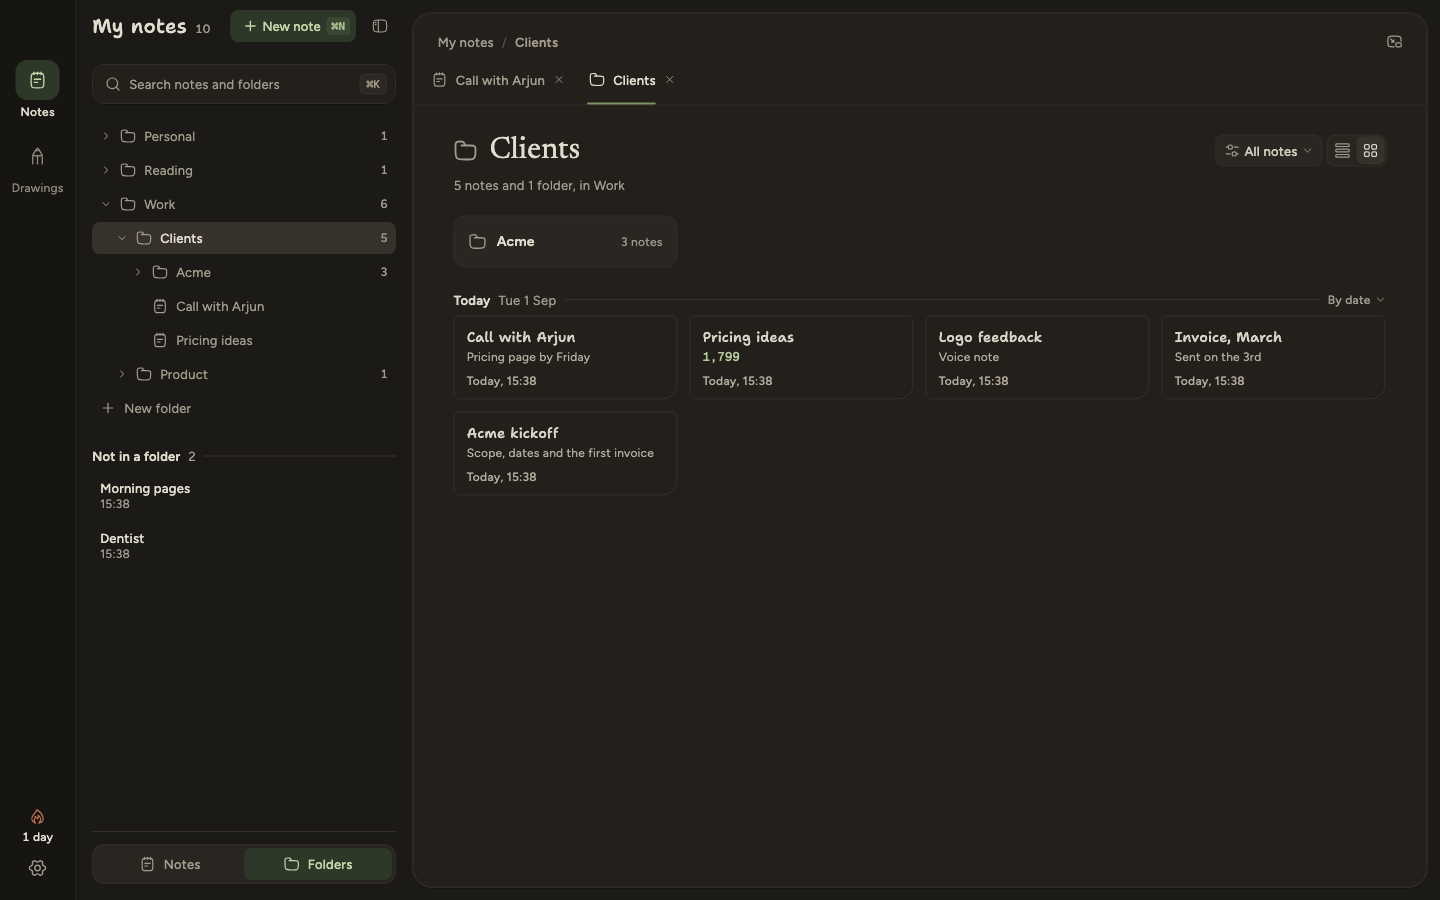 My notes 10
+ New note ⌘N
Notes
Drawings
Search notes and folders ⌘K
Personal 1
Reading 1
Work 6
Clients 5
Acme 3
Call with Arjun
Pricing ideas
Product 1
New folder
Not in a folder 2
Morning pages
15:38
Dentist
15:38
1 day
Notes
Folders
My notes / Clients
Call with Arjun
Clients
Clients
All notes
5 notes and 1 folder, in Work
Acme 3 notes
Today Tue 1 Sep
By date
Call with Arjun
Pricing page by Friday
Today, 15:38
Pricing ideas
1,799
Today, 15:38
Logo feedback
Voice note
Today, 15:38
Invoice, March
Sent on the 3rd
Today, 15:38
Acme kickoff
Scope, dates and the first invoice
Today, 15:38